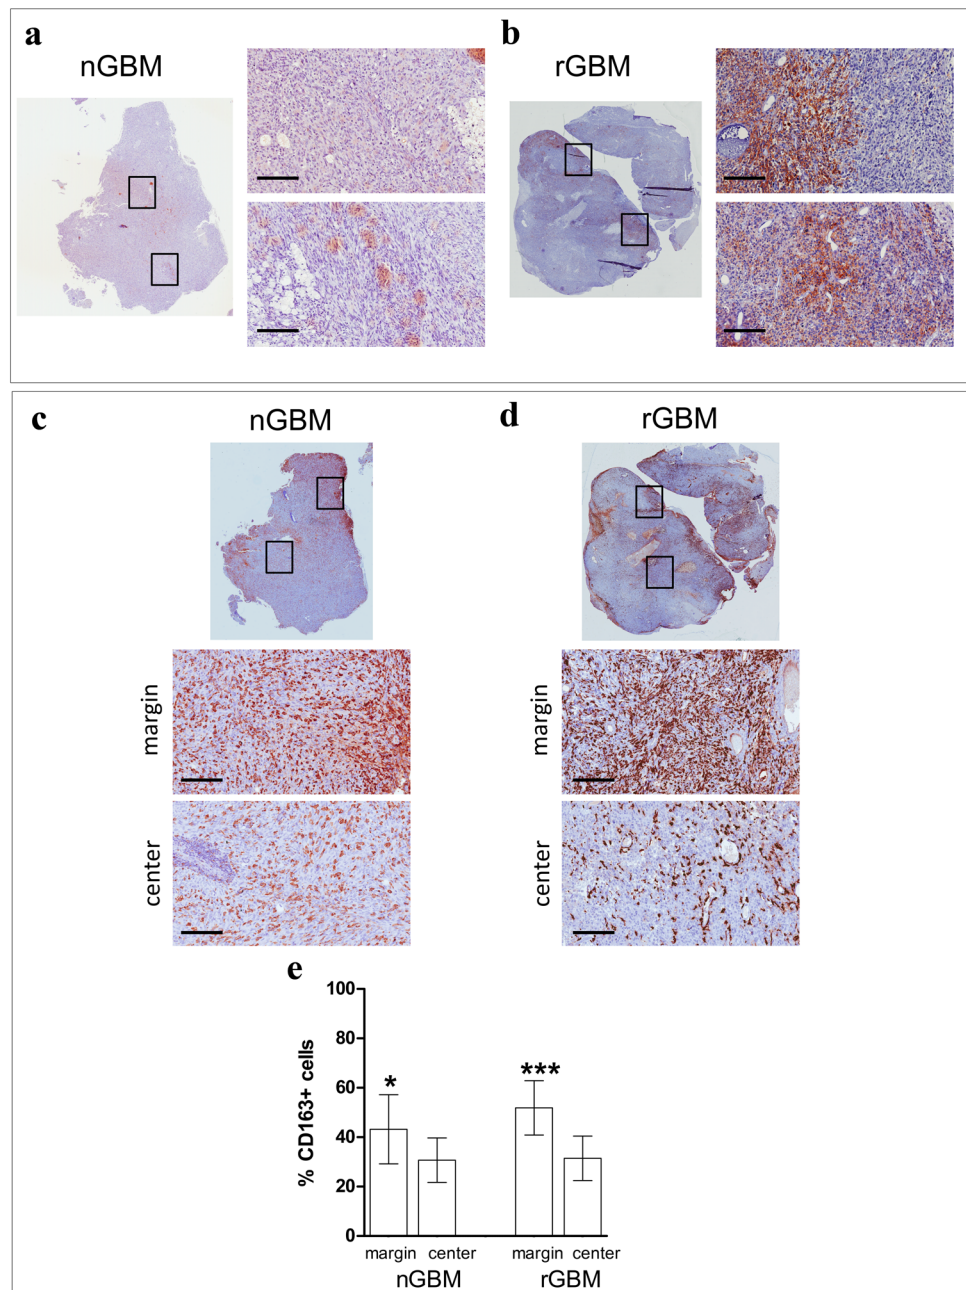 a
nGBM
b
rGBM
c
nGBM
d
rGBM
margin
center
margin
center
e
% CD163+ cells
100
80
60
40
20
0
*
***
margin center margin center
nGBM rGBM